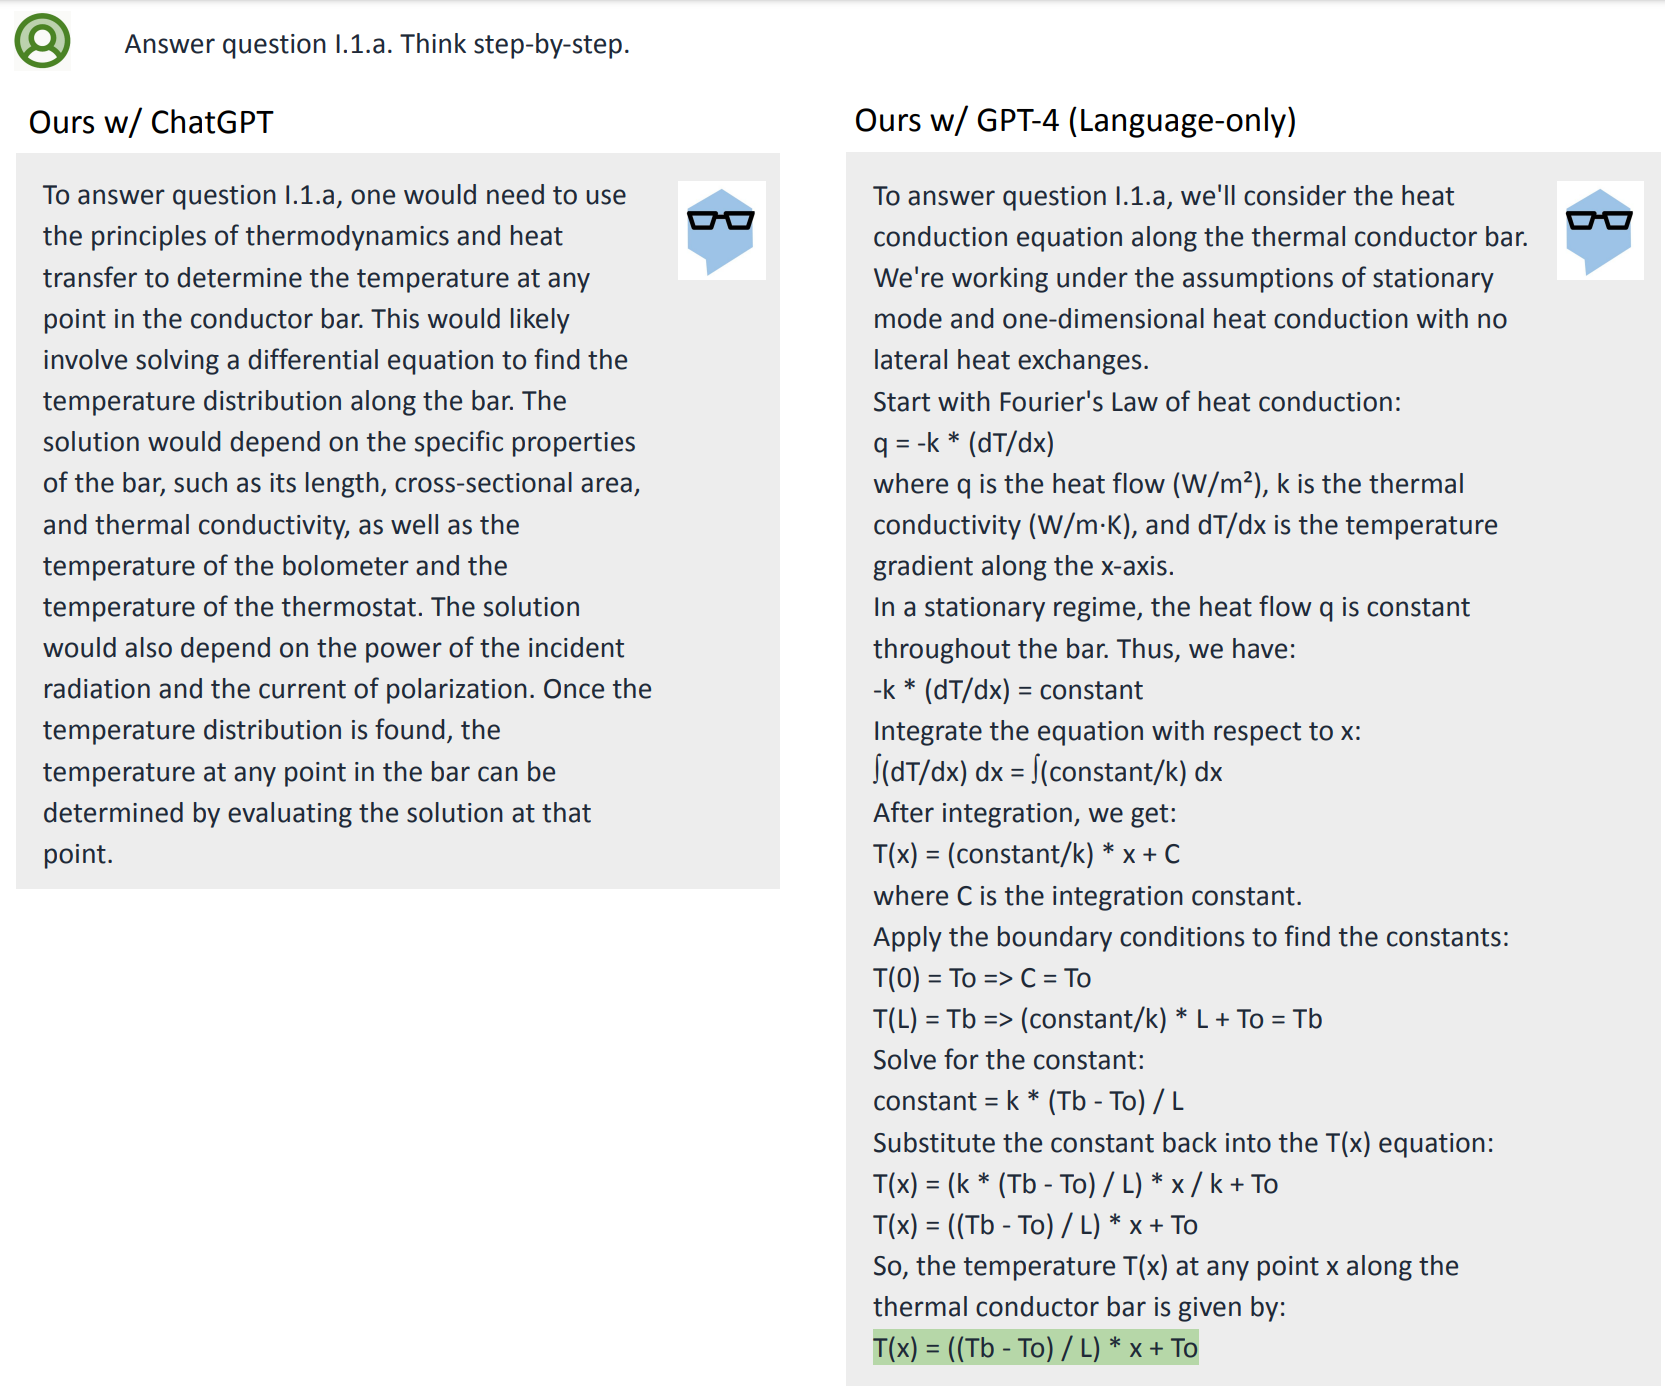 Answer question I.1.a. Think step-by-step.
Ours w/ ChatGPT
To answer question I.1.a, one would need to use
the principles of thermodynamics and heat
transfer to determine the temperature at any
point in the conductor bar. This would likely
involve solving a differential equation to find the
temperature distribution along the bar. The
solution would depend on the specific properties
of the bar, such as its length, cross-sectional area,
and thermal conductivity, as well as the
temperature of the bolometer and the
temperature of the thermostat. The solution
would also depend on the power of the incident
radiation and the current of polarization. Once the
temperature distribution is found, the
temperature at any point in the bar can be
determined by evaluating the solution at that
point.
Ours w/ GPT-4 (Language-only)
To answer question I.1.a, we'll consider the heat
conduction equation along the thermal conductor bar.
We're working under the assumptions of stationary
mode and one-dimensional heat conduction with no
lateral heat exchanges.
Start with Fourier's Law of heat conduction:
q = -k * (dT/dx)
where q is the heat flow (W/m²), k is the thermal
conductivity (W/m·K), and dT/dx is the temperature
gradient along the x-axis.
In a stationary regime, the heat flow q is constant
throughout the bar. Thus, we have:
-k * (dT/dx) = constant
Integrate the equation with respect to x:
∫(dT/dx) dx = ∫(constant/k) dx
After integration, we get:
T(x) = (constant/k) * x + C
where C is the integration constant.
Apply the boundary conditions to find the constants:
T(0) = To => C = To
T(L) = Tb => (constant/k) * L + To = Tb
Solve for the constant:
constant = k * (Tb - To) / L
Substitute the constant back into the T(x) equation:
T(x) = (k * (Tb - To) / L) * x / k + To
T(x) = ((Tb - To) / L) * x + To
So, the temperature T(x) at any point x along the
thermal conductor bar is given by:
T(x) = ((Tb - To) / L) * x + To